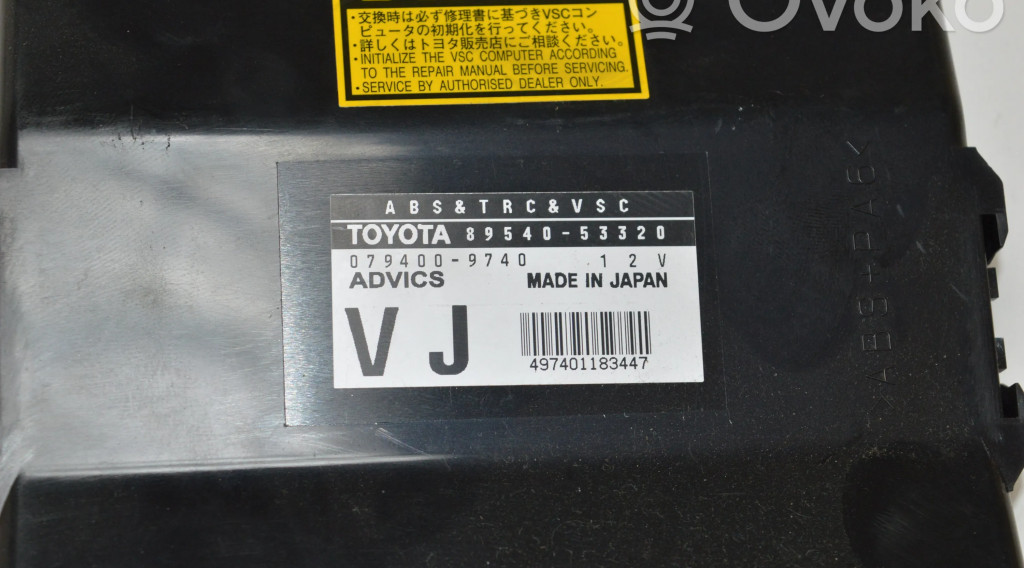 OVOKO
・交換時は必ず修理書に基づきVSCコン
ピュータの初期化を行ってください。
・詳しくはトヨタ販売店にご相談ください。
・INITIALIZE THE VSC COMPUTER ACCORDING
TO THE REPAIR MANUAL BEFORE SERVICING.
・SERVICE BY AUTHORISED DEALER ONLY.
ABS&TRC&VSC
TOYOTA 89540-53320
079400-9740 12V
ADVICS MADE IN JAPAN
VJ
497401183447